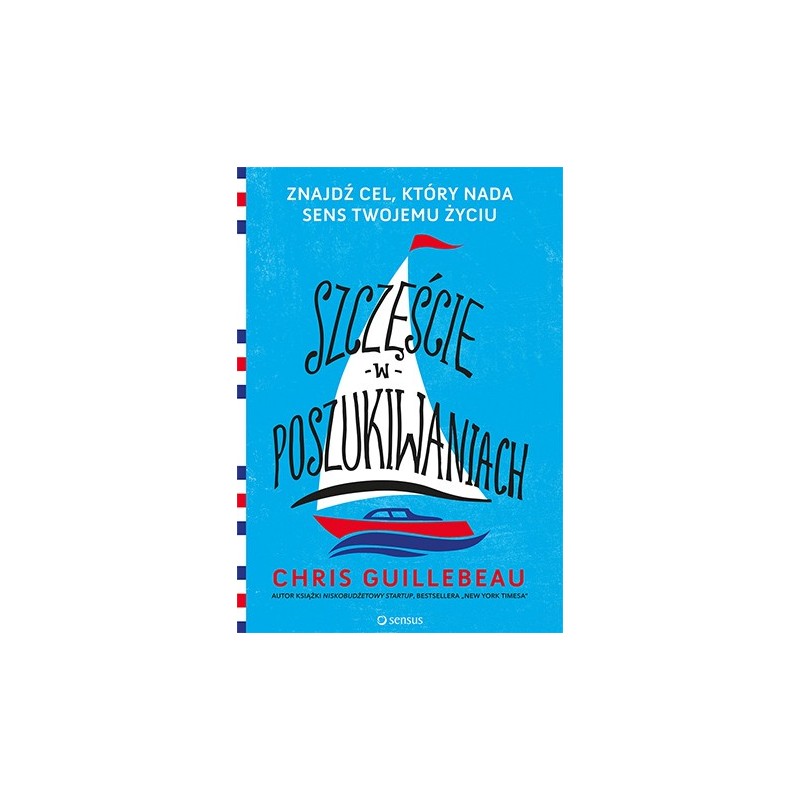 ZNAJDŹ CEL, KTÓRY NADA
SENS TWOJEMU ŻYCIU
SZCZĘŚCIE
-W-
POSZUKIWANIACH
CHRIS GUILLEBEAU
AUTOR KSIĄŻKI NISKOBUDŻETOWY STARTUP, BESTSELLERA „NEW YORK TIMESA"
sensus